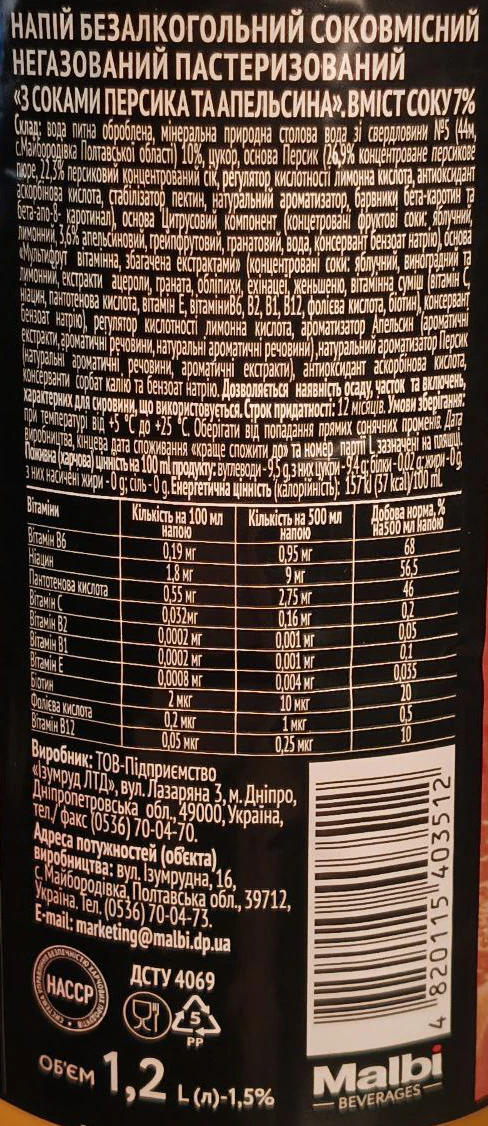 НАПІЙ БЕЗАЛКОГОЛЬНИЙ СОКОВМІСНИЙ
НЕГАЗОВАНИЙ ПАСТЕРИЗОВАНИЙ
«З СОКАМИ ПЕРСИКА ТА АПЕЛЬСИНА». ВМІСТ СОКУ 7%
Склад: вода питна оброблена, мінеральна природна столова вода зі свердловини №5 (44м,
с.Майбородівка Полтавської області) 10%, цукор, основа Персик (26,9% концентроване персикове
пюре, 22,3% персиковий концентрований сік, регулятор кислотності лимонна кислота, антиоксидант
аскорбінова кислота, стабілізатор пектин, натуральний ароматизатор, барвники бета-каротин та
бета-апо-8- каротинал), основа Цитрусовий компонент (концетровані фруктові соки: яблучний,
лимонний, 3,6% апельсиновий, грейпфрутовий, гранатовий, вода, консервант бензоат натрію), основа
«Мультифрут вітамінна, збагачена екстрактами» (концентровані соки: яблучний, виноградний та
лимонний, екстракти ацероли, граната, обліпихи, ехінацеї, женьшеню, вітамінна суміш (вітамін С,
ніацин, пантотенова кислота, вітамін Е, вітаміниВ6, В2, В1, В12, фолієва кислота, біотин), консервант
бензоат натрію), регулятор кислотності лимонна кислота, ароматизатор Апельсин (ароматичні
екстракти, ароматичні речовини, натуральні ароматичні речовини), натуральний ароматизатор Персик
(натуральні ароматичні речовини, ароматичні екстракти), антиоксидант аскорбінова кислота,
консерванти сорбат калію та бензоат натрію. Дозволяється наявність осаду, часток та включень,
характерних для сировини, що використовується. Строк придатності: 12 місяців. Умови зберігання:
при температурі від +5 °С до +25 °С. Оберігати від попадання прямих сонячних променів. Дата
виробництва, кінцева дата споживання «краще спожити до» та номер партії L зазначені на пляшці.
Поживна (харчова) цінність на 100 ml продукту: вуглеводи - 9,5 g, з них цукри - 9,4 g; білки - 0,02 g; жири - 0 g,
з них насичені жири - 0 g; сіль - 0 g. Енергетична цінність (калорійність): 157 kJ (37 kcal)/100 ml.
Вітаміни Кількість на 100 мл напою Кількість на 500 мл напою Добова норма, % на500 мл напою
Вітамін В6 0,19 мг 0,95 мг 68
Ніацин 1,8 мг 9 мг 56,5
Пантотенова кислота 0,55 мг 2,75 мг 46
Вітамін С 0,032мг 0,16 мг 0,2
Вітамін В2 0,0002 мг 0,001 мг 0,05
Вітамін В1 0,0002 мг 0,001 мг 0,1
Вітамін Е 0,0008 мг 0,004 мг 0,035
Біотин 2 мкг 10 мкг 20
Фолієва кислота 0,2 мкг 1 мкг 0,5
Вітамін В12 0,05 мкг 0,25 мкг 10
Виробник: ТОВ-Підприємство
«Ізумруд ЛТД», вул. Лазаряна 3, м. Дніпро,
Дніпропетровська обл., 49000, Україна,
тел./ факс (0536) 70-04-70.
Адреса потужностей (об'єкта)
виробництва: вул. Ізумрудна, 16,
с. Майбородівка, Полтавська обл., 39712,
Україна. Тел. (0536) 70-04-73.
E-mail: marketing@malbi.dp.ua
4 820115 403512
НАССР
ДСТУ 4069
5
PP
ОБ'ЄМ 1,2 L (л)-1,5%
Malbi
BEVERAGES